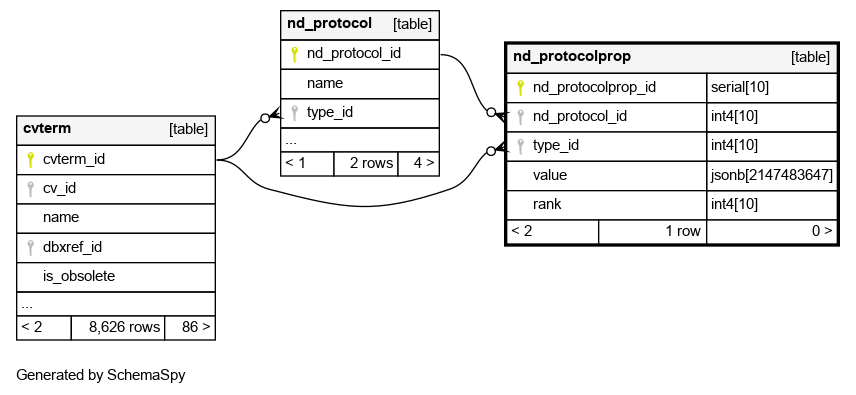 nd_protocol [table]
nd_protocol_id
name
type_id
...
< 1 2 rows 4 >
nd_protocolprop [table]
nd_protocolprop_id serial[10]
nd_protocol_id int4[10]
type_id int4[10]
value jsonb[2147483647]
rank int4[10]
< 2 1 row 0 >
cvterm [table]
cvterm_id
cv_id
name
dbxref_id
is_obsolete
...
< 2 8,626 rows 86 >
Generated by SchemaSpy